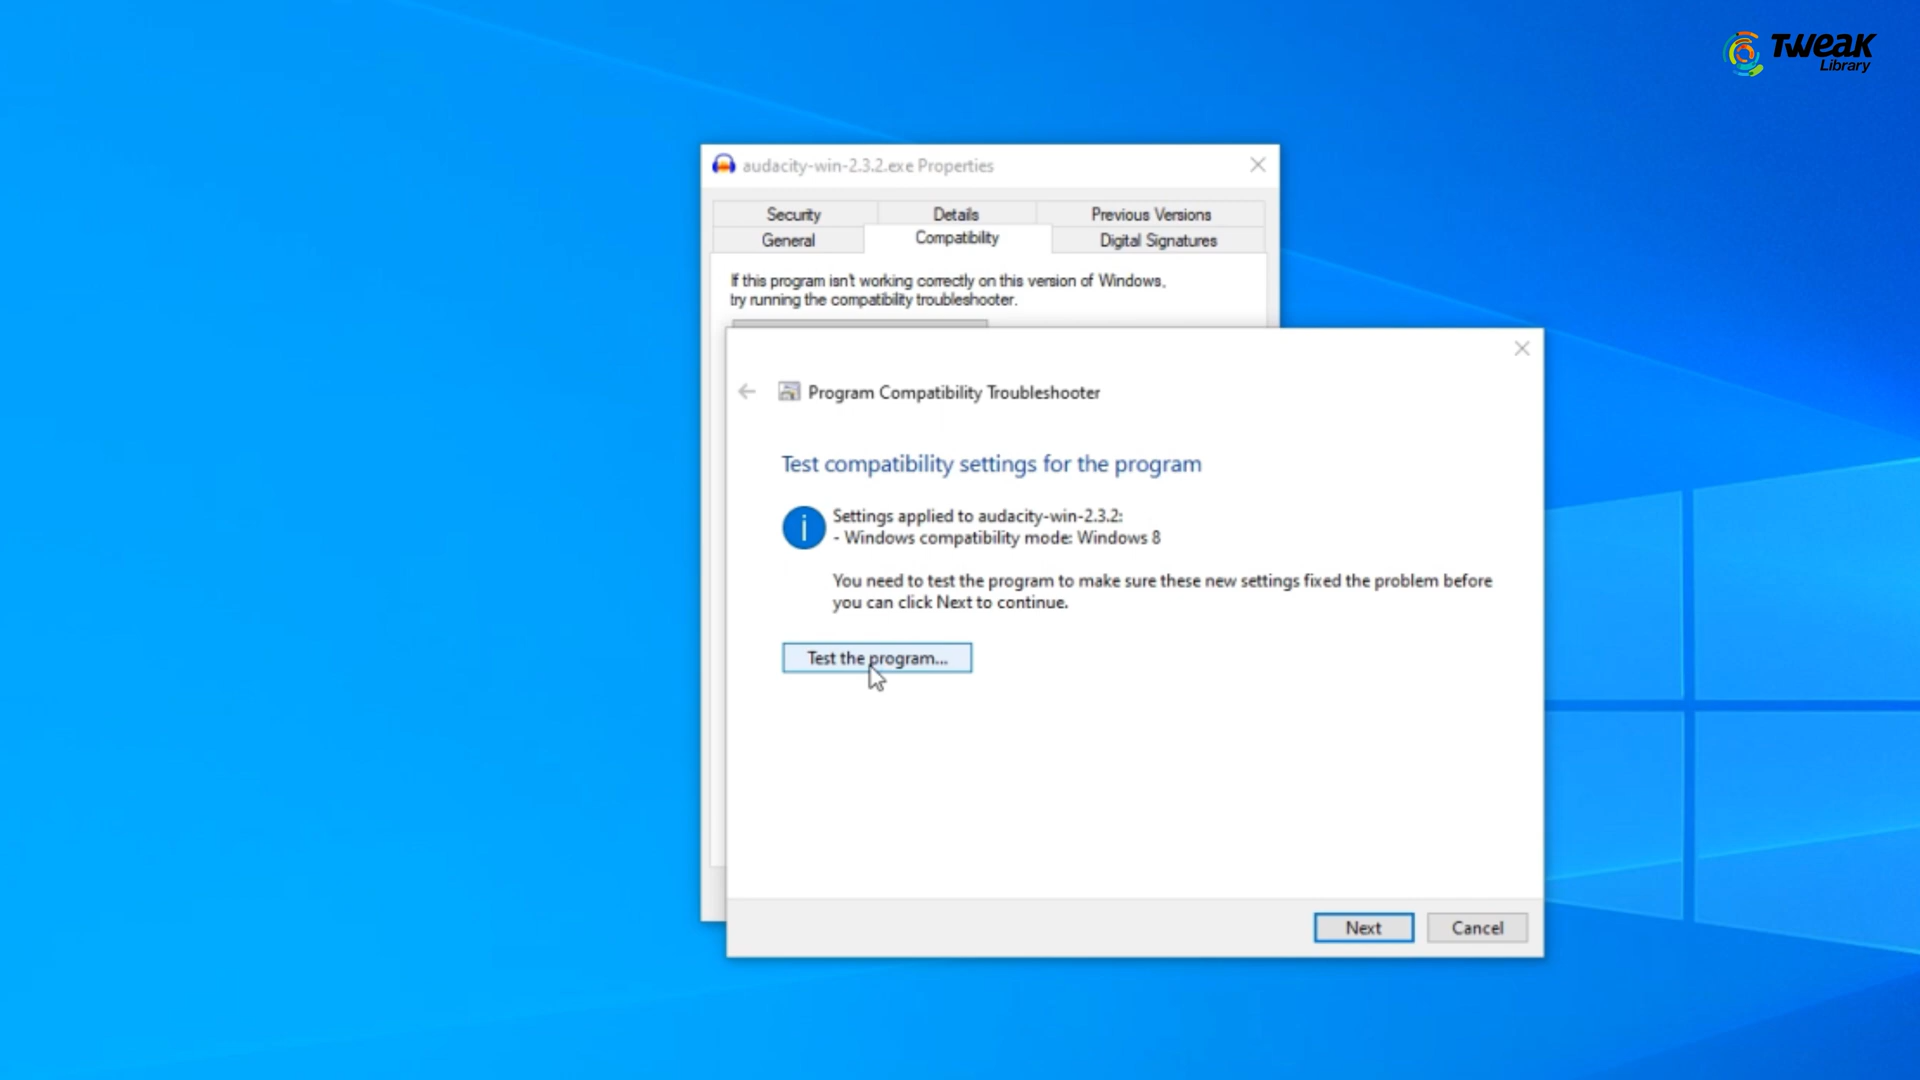 TWEAK
Library
audacity-win-2.3.2.exe Properties
Security Details Previous Versions
General Compatibility Digital Signatures
If this program isn't working correctly on this version of Windows,
try running the compatibility troubleshooter.
Program Compatibility Troubleshooter
Test compatibility settings for the program
Settings applied to audacity-win-2.3.2:
- Windows compatibility mode: Windows 8
You need to test the program to make sure these new settings fixed the problem before
you can click Next to continue.
Test the program...
Next Cancel